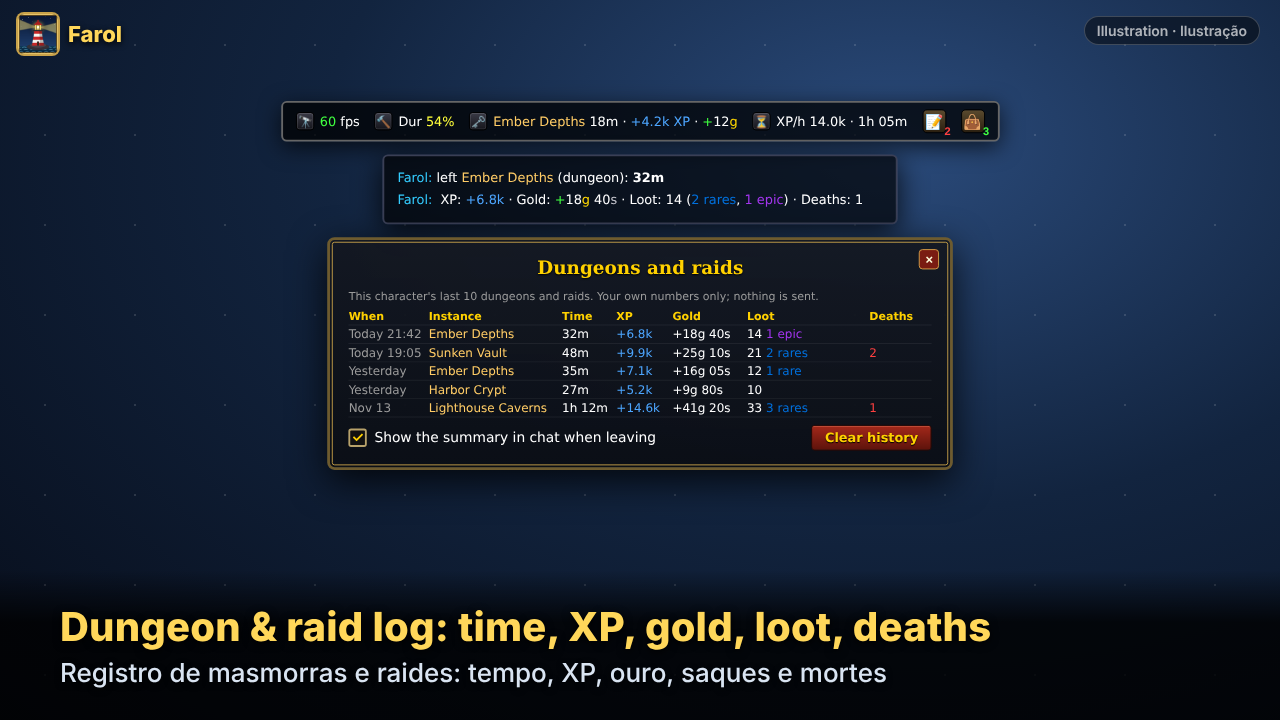 Farol
Illustration · Ilustração
60 fps Dur 54% Ember Depths 18m · +4.2k XP · +12g XP/h 14.0k · 1h 05m 2 3
Farol: left Ember Depths (dungeon): 32m
Farol: XP: +6.8k · Gold: +18g 40s · Loot: 14 (2 rares, 1 epic) · Deaths: 1
Dungeons and raids
×
This character's last 10 dungeons and raids. Your own numbers only; nothing is sent.
When Instance Time XP Gold Loot Deaths
Today 21:42 Ember Depths 32m +6.8k +18g 40s 14 1 epic
Today 19:05 Sunken Vault 48m +9.9k +25g 10s 21 2 rares 2
Yesterday Ember Depths 35m +7.1k +16g 05s 12 1 rare
Yesterday Harbor Crypt 27m +5.2k +9g 80s 10
Nov 13 Lighthouse Caverns 1h 12m +14.6k +41g 20s 33 3 rares 1
Show the summary in chat when leaving
Clear history
Dungeon & raid log: time, XP, gold, loot, deaths
Registro de masmorras e raides: tempo, XP, ouro, saques e mortes